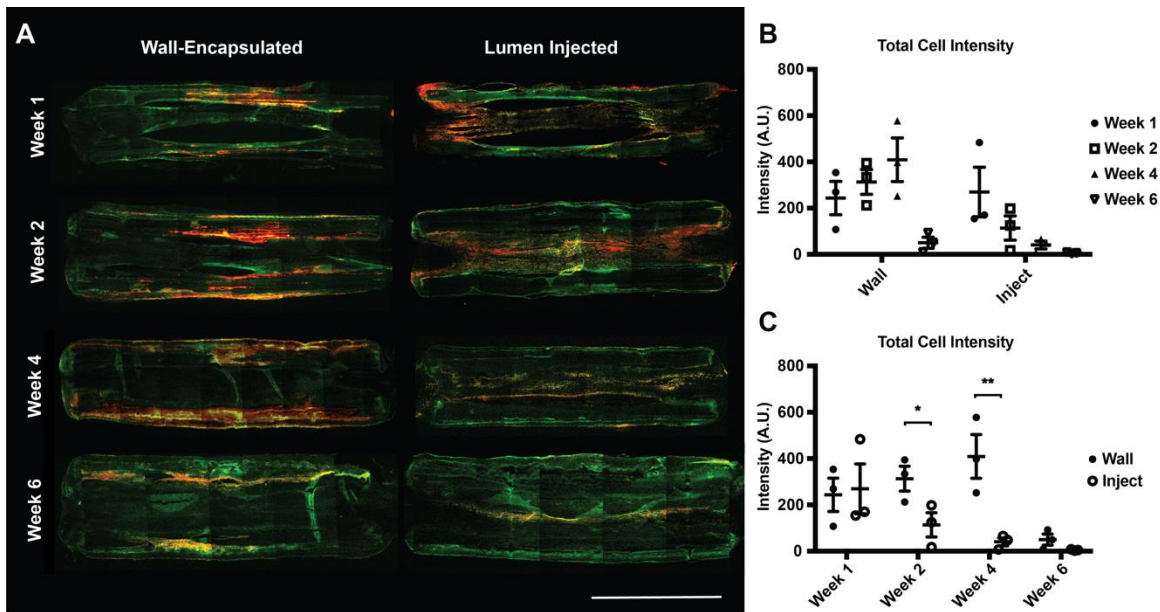 A
Wall-Encapsulated
Lumen Injected
Week 1
Week 2
Week 4
Week 6
B
Total Cell Intensity
Intensity (A.U.)
800
600
400
200
0
Wall
Inject
Week 1
Week 2
Week 4
Week 6
C
Total Cell Intensity
Intensity (A.U.)
800
600
400
200
0
*
**
Week 1
Week 2
Week 4
Week 6
Wall
Inject